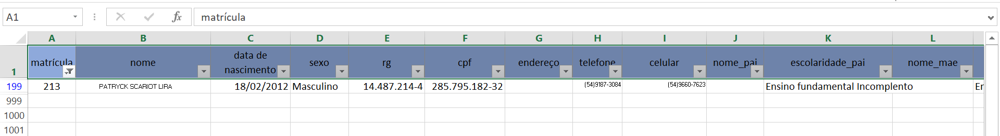 A1 fx matrícula
A B C D E F G H I J K L
1 matrícula nome data de nascimento sexo rg cpf endereço telefone celular nome_pai escolaridade_pai nome_mae
199 213 PATRYCK SCARIOT LIRA 18/02/2012 Masculino 14.487.214-4 285.795.182-32 (54)9187-3084 (54)9660-7623 Ensino fundamental Incomplento
999
1000
1001